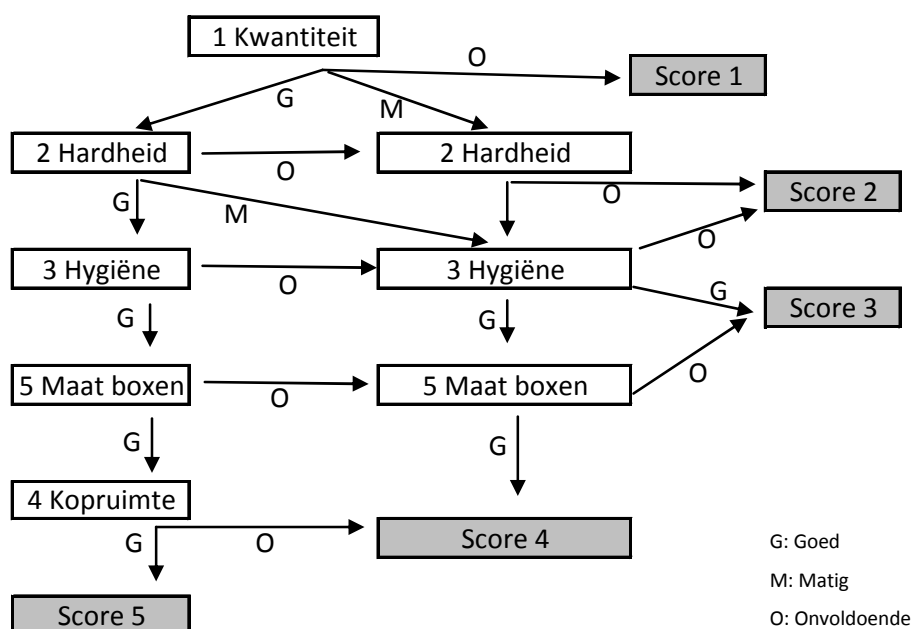 1 Kwantiteit
O
Score 1
G
M
2 Hardheid
O
2 Hardheid
G
M
O
Score 2
3 Hygiëne
O
3 Hygiëne
O
G
Score 3
G
G
5 Maat boxen
O
5 Maat boxen
O
G
G
4 Kopruimte
G
O
Score 4
Score 5
G: Goed
M: Matig
O: Onvoldoende